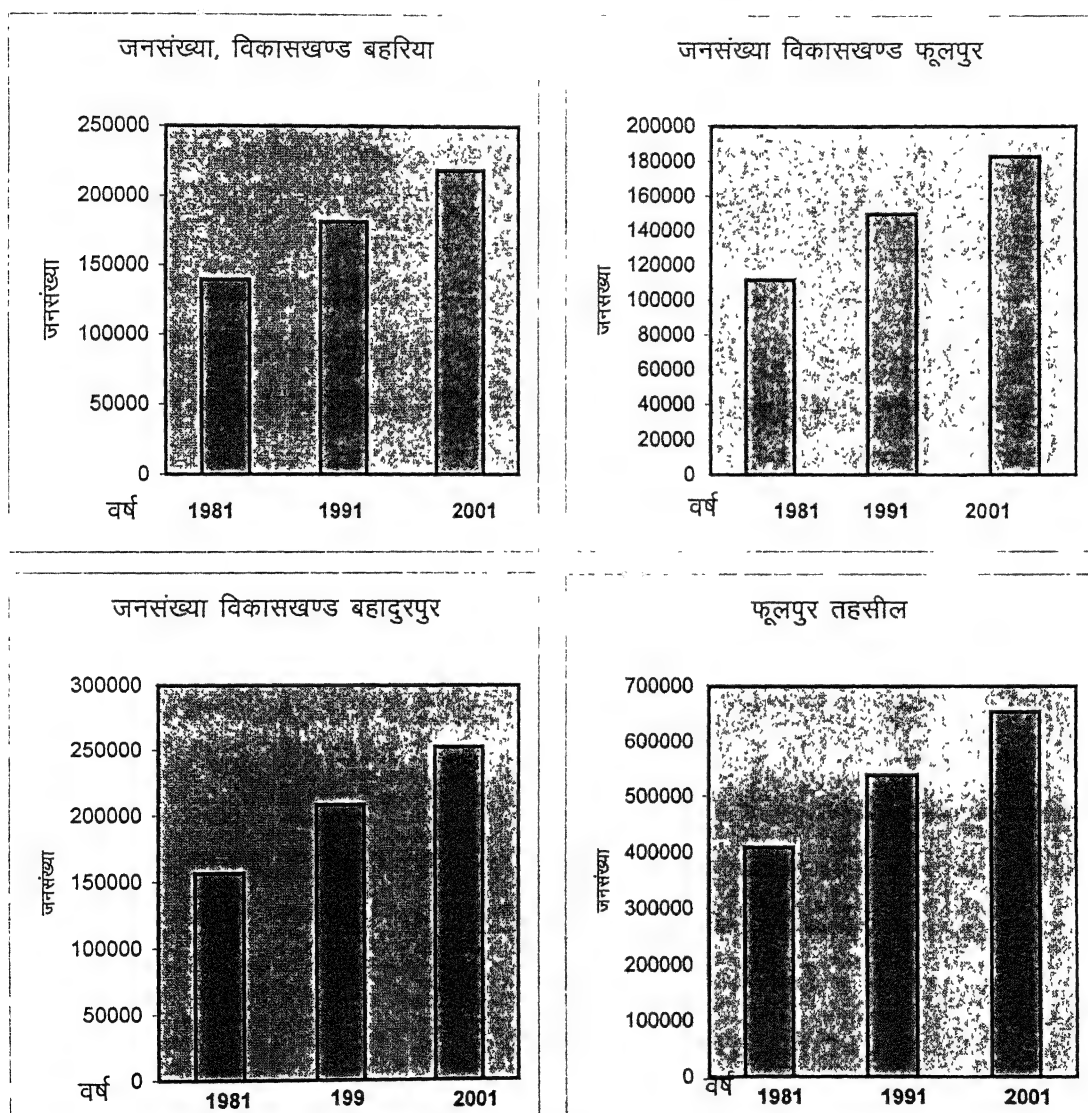 जनसंख्या, विकासखण्ड बहरिया
250000
200000
150000
100000
50000
0
जनसंख्या
वर्ष 1981 1991 2001
जनसंख्या विकासखण्ड फूलपुर
200000
180000
160000
140000
120000
100000
80000
60000
40000
20000
0
जनसंख्या
वर्ष 1981 1991 2001
जनसंख्या विकासखण्ड बहादुरपुर
300000
250000
200000
150000
100000
50000
0
जनसंख्या
वर्ष 1981 199 2001
फूलपुर तहसील
700000
600000
500000
400000
300000
200000
100000
0
जनसंख्या
वर्ष 1981 1991 2001